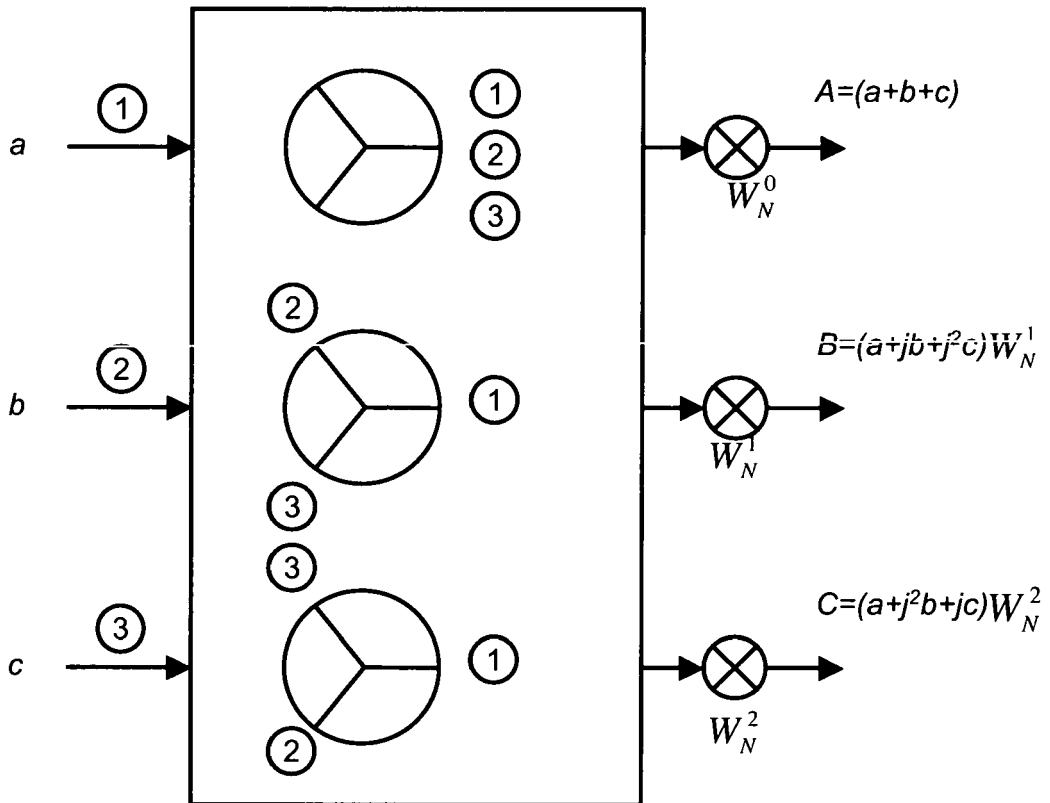 ①
①
A=(a+b+c)
a
②
W_N^0
③
②
②
B=(a+jb+j²c)W_N^1
b
①
W_N^1
③
③
③
C=(a+j²b+jc)W_N^2
c
①
W_N^2
②